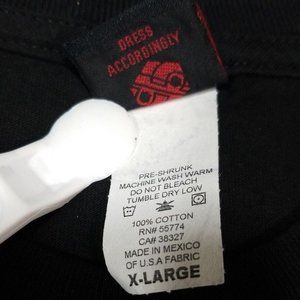 DRESS
ACCORDINGLY
PRE-SHRUNK
MACHINE WASH WARM
DO NOT BLEACH
TUMBLE DRY LOW
100% COTTON
RN# 55774
CA# 38327
MADE IN MEXICO
OF U.S.A FABRIC
X-LARGE